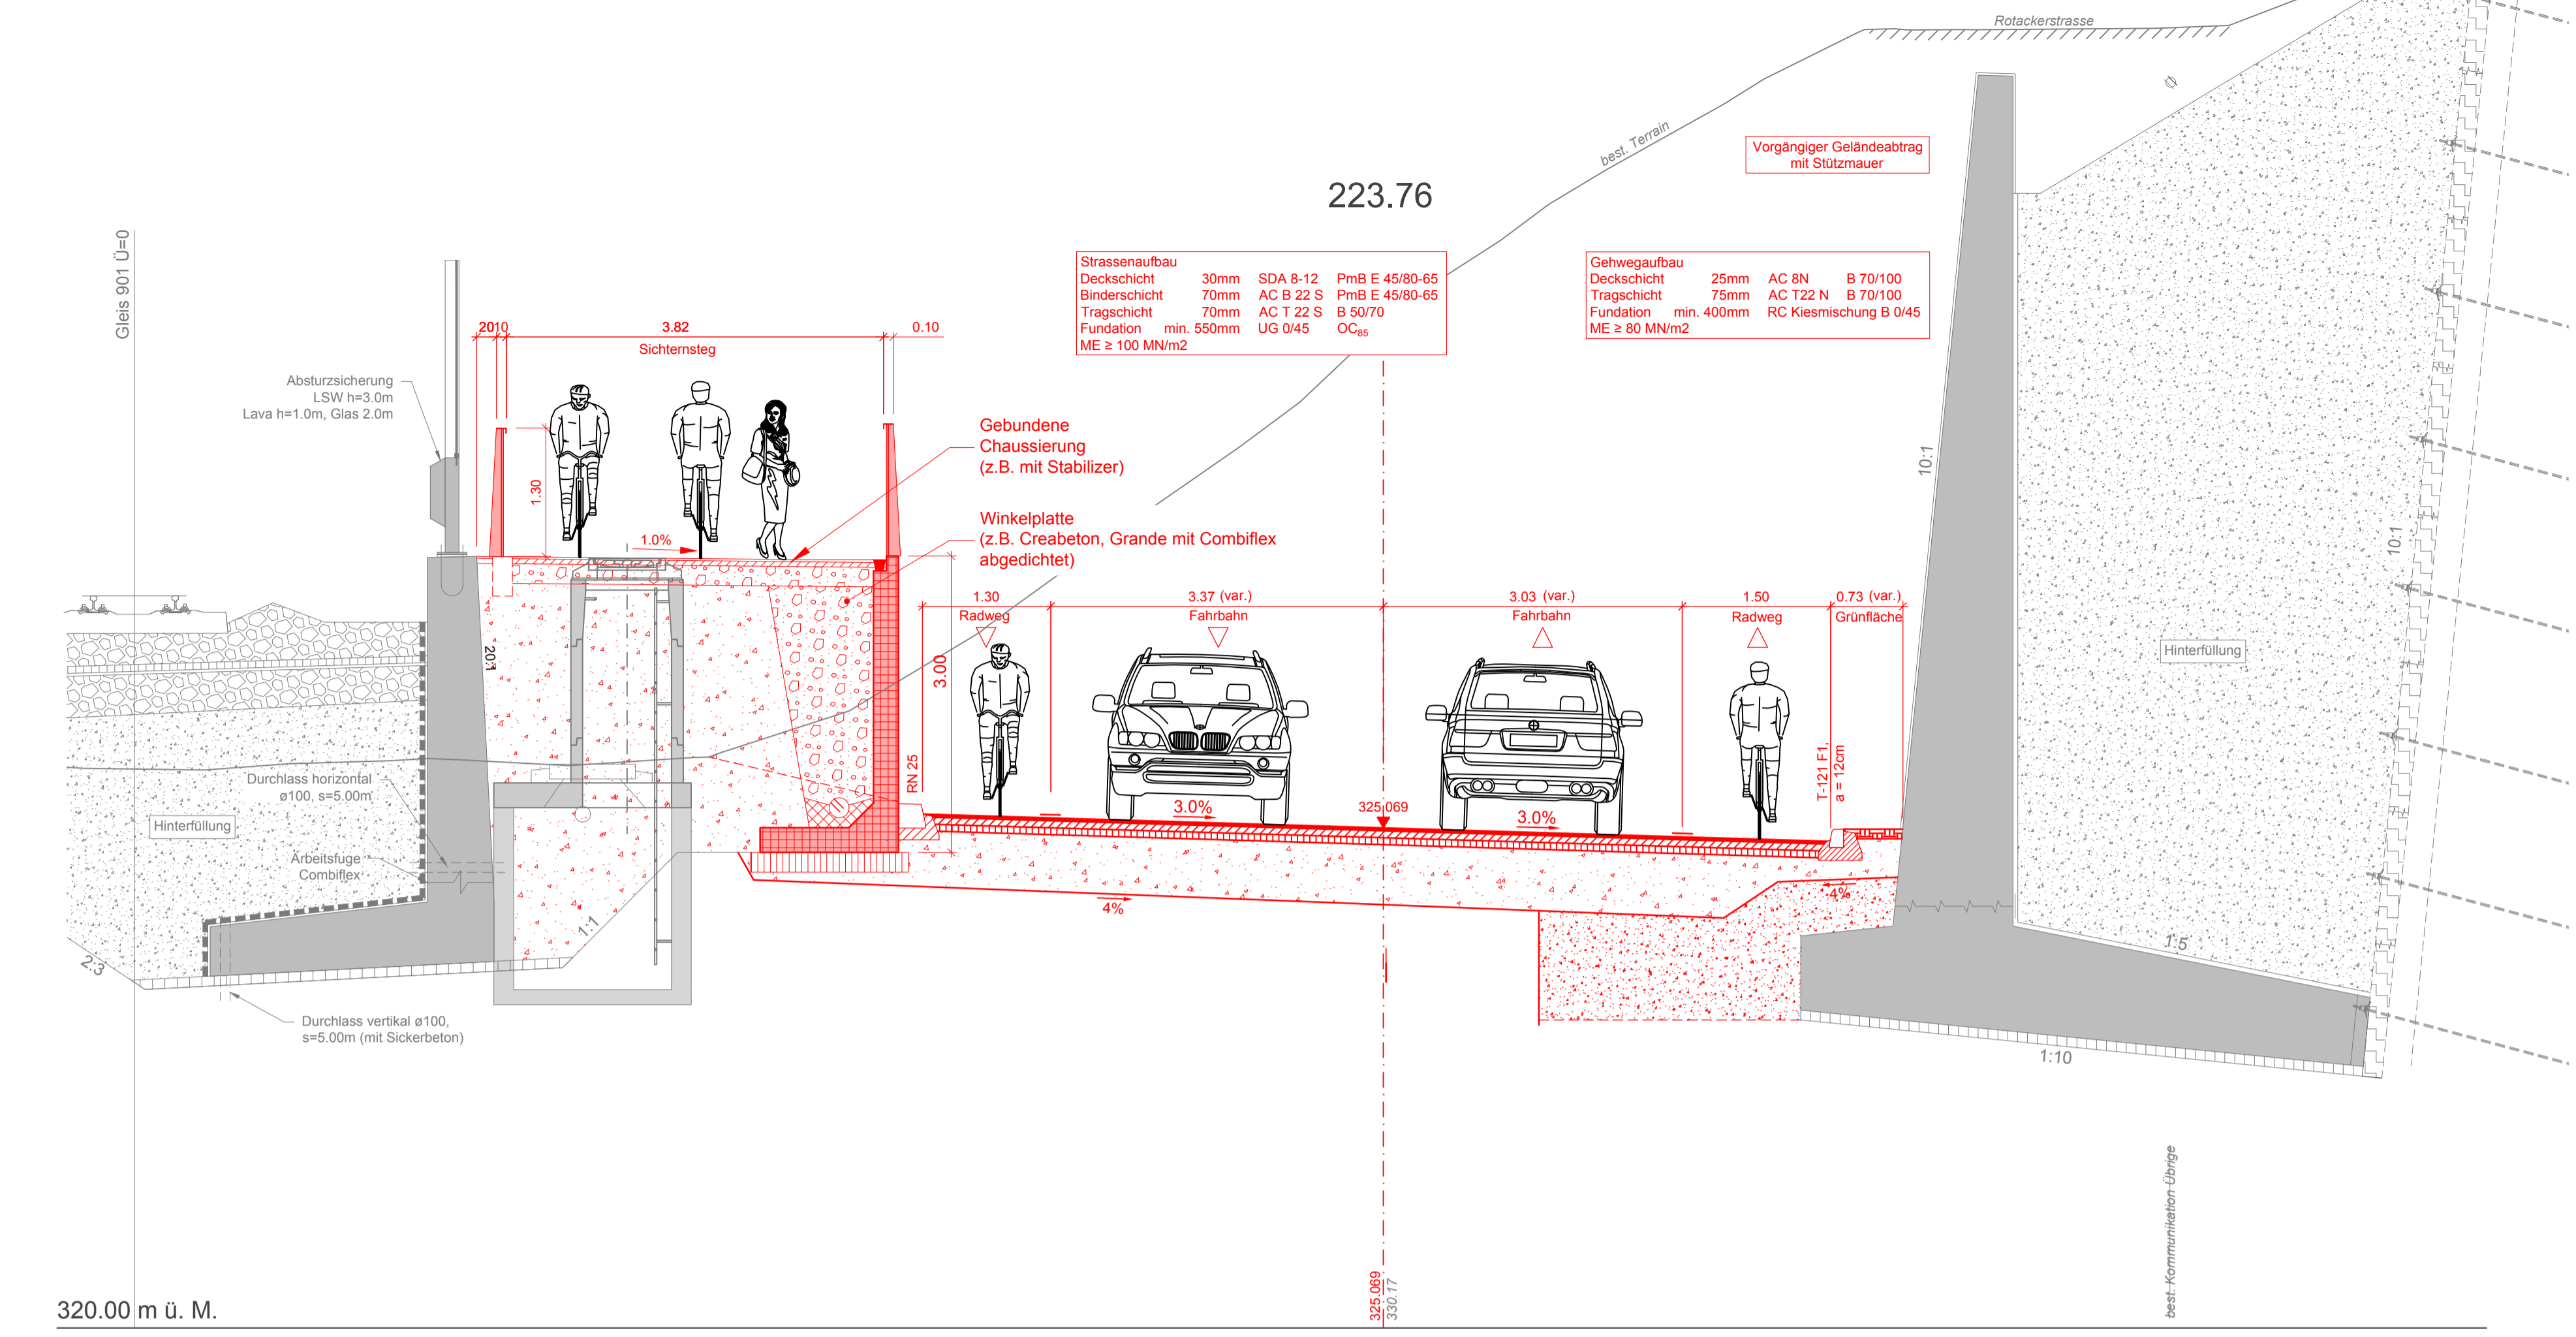 Rotackerstrasse
best. Terrain
Vorgängiger Geländeabtrag
mit Stützmauer
223.76
Gleis 901 Ü=0
Strassenaufbau
Deckschicht 30mm SDA 8-12 PmB E 45/80-65
Binderschicht 70mm AC B 22 S PmB E 45/80-65
Tragschicht 70mm AC T 22 S B 50/70
Fundation min. 550mm UG 0/45 OC85
ME ≥ 100 MN/m2
Gehwegaufbau
Deckschicht 25mm AC 8N B 70/100
Tragschicht 75mm AC T22 N B 70/100
Fundation min. 400mm RC Kiesmischung B 0/45
ME ≥ 80 MN/m2
20 10 3.82 0.10
Sichternsteg
Absturzsicherung
LSW h=3.0m
Lava h=1.0m, Glas 2.0m
1.30
Gebundene
Chaussierung
(z.B. mit Stabilizer)
Winkelplatte
(z.B. Creabeton, Grande mit Combiflex
abgedichtet)
1.0%
10:1
10:1
1.30 3.37 (var.) 3.03 (var.) 1.50 0.73 (var.)
Radweg Fahrbahn Fahrbahn Radweg Grünfläche
20:1
3.00
Hinterfüllung
RN 25
T-121 F1,
a = 12cm
Durchlass horizontal
ø100, s=5.00m
Hinterfüllung
Arbeitsfuge
Combiflex
3.0%
325.069
3.0%
4%
4%
1:1
2:3
1:5
1:10
Durchlass vertikal ø100,
s=5.00m (mit Sickerbeton)
best. Kommunikation Übrige
325.069
330.17
320.00 m ü. M.